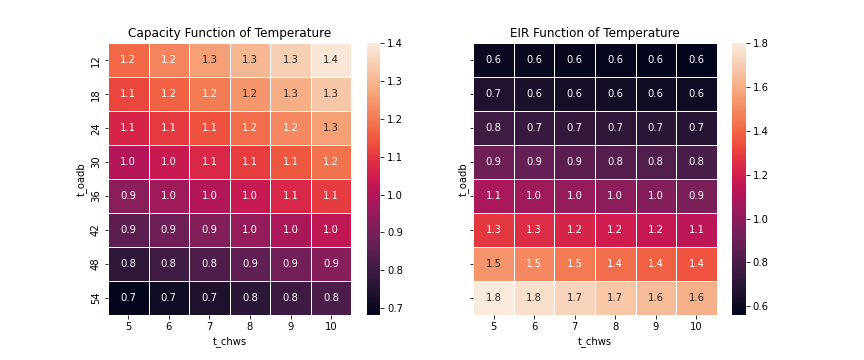 Capacity Function of Temperature
t_oadb
12 1.2 1.2 1.3 1.3 1.3 1.4
18 1.1 1.2 1.2 1.2 1.3 1.3
24 1.1 1.1 1.1 1.2 1.2 1.3
30 1.0 1.0 1.1 1.1 1.1 1.2
36 0.9 1.0 1.0 1.0 1.1 1.1
42 0.9 0.9 0.9 1.0 1.0 1.0
48 0.8 0.8 0.8 0.9 0.9 0.9
54 0.7 0.7 0.7 0.8 0.8 0.8
5 6 7 8 9 10
t_chws
1.4
1.3
1.2
1.1
1.0
0.9
0.8
0.7
EIR Function of Temperature
t_oadb
0.6 0.6 0.6 0.6 0.6 0.6
0.7 0.6 0.6 0.6 0.6 0.6
0.8 0.7 0.7 0.7 0.7 0.7
0.9 0.9 0.9 0.8 0.8 0.8
1.1 1.0 1.0 1.0 1.0 0.9
1.3 1.3 1.2 1.2 1.2 1.1
1.5 1.5 1.5 1.4 1.4 1.4
1.8 1.8 1.7 1.7 1.6 1.6
5 6 7 8 9 10
t_chws
1.8
1.6
1.4
1.2
1.0
0.8
0.6